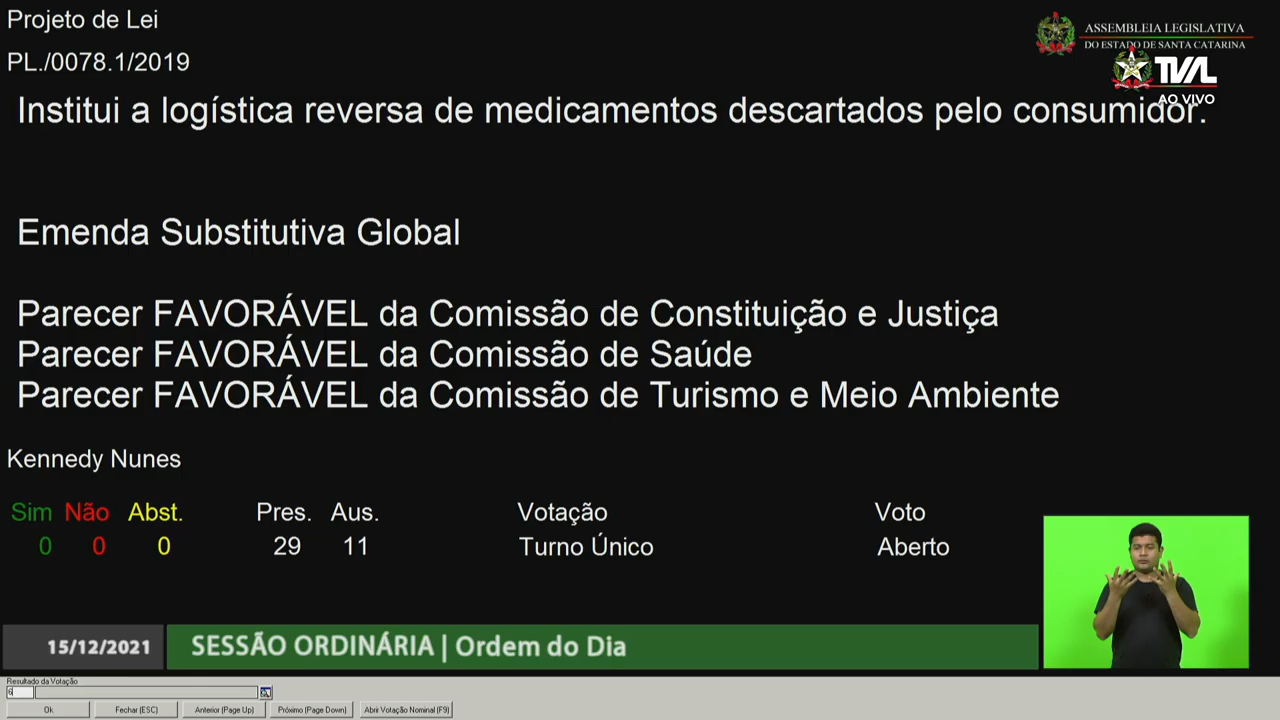 Projeto de Lei
PL./0078.1/2019
ASSEMBLEIA LEGISLATIVA
DO ESTADO DE SANTA CATARINA
TVAL
AO VIVO
Institui a logística reversa de medicamentos descartados pelo consumidor.
Emenda Substitutiva Global
Parecer FAVORÁVEL da Comissão de Constituição e Justiça
Parecer FAVORÁVEL da Comissão de Saúde
Parecer FAVORÁVEL da Comissão de Turismo e Meio Ambiente
Kennedy Nunes
Sim Não Abst. Pres. Aus. Votação Voto
0 0 0 29 11 Turno Único Aberto
15/12/2021 SESSÃO ORDINÁRIA | Ordem do Dia
Resultado da Votação
6
Ok Fechar (ESC) Anterior (Page Up) Próximo (Page Down) Abrir Votação Nominal (F9)